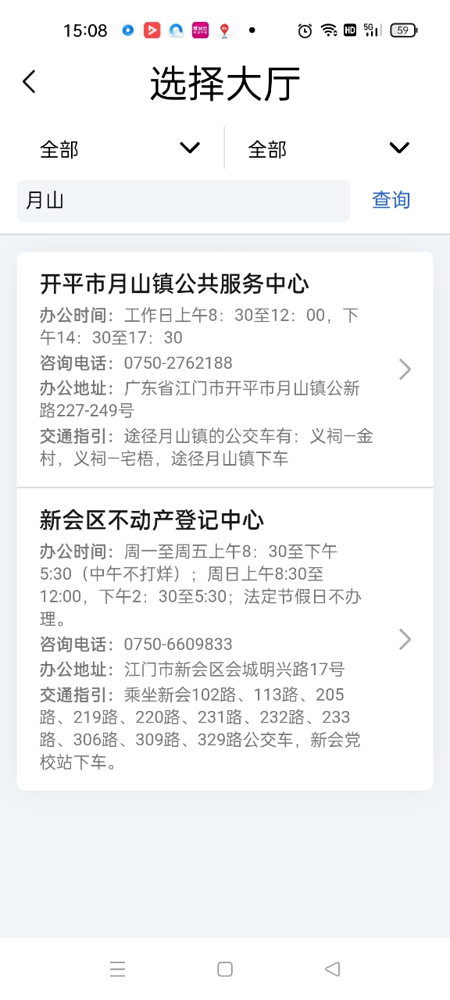 15:08
HD
5G
59
选择大厅
全部
全部
月山
查询
开平市月山镇公共服务中心
办公时间：工作日上午8：30至12：00，下
午14：30至17：30
咨询电话：0750-2762188
办公地址：广东省江门市开平市月山镇公新
路227-249号
交通指引：途径月山镇的公交车有：义祠—金
村，义祠—宅梧，途径月山镇下车
新会区不动产登记中心
办公时间：周一至周五上午8：30至下午
5:30（中午不打烊）；周日上午8:30至
12:00，下午2：30至5:30；法定节假日不办
理。
咨询电话：0750-6609833
办公地址：江门市新会区会城明兴路17号
交通指引：乘坐新会102路、113路、205
路、219路、220路、231路、232路、233
路、306路、309路、329路公交车，新会党
校站下车。